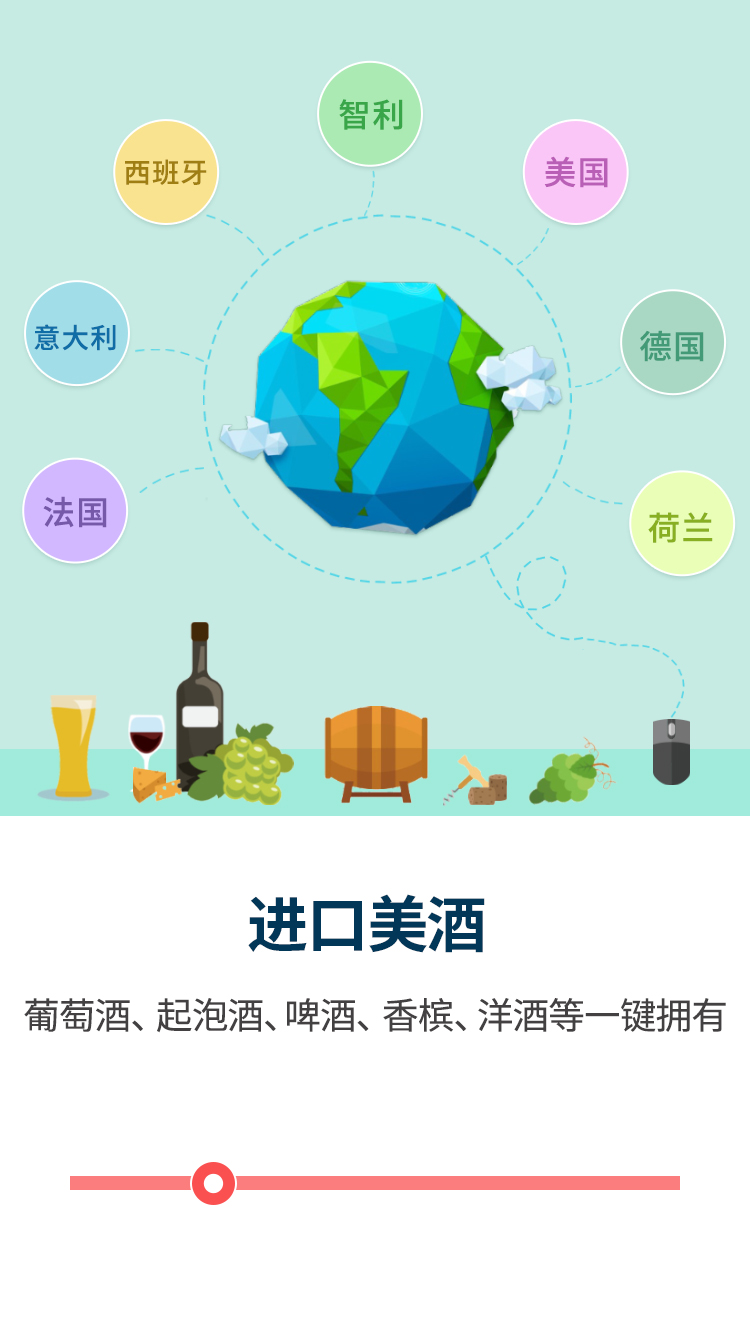 智利
西班牙
美国
意大利
德国
法国
荷兰
进口美酒
葡萄酒、起泡酒、啤酒、香槟、洋酒等一键拥有